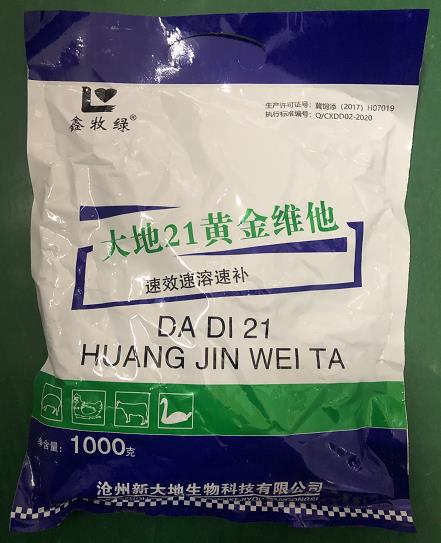 鑫牧绿®
生产许可证号：冀饲添（2017）H07019
执行标准编号：Q/CXDD02-2020
大地21黄金维他
速效速溶速补
DA DI 21
HUANG JIN WEI TA
净含量：1000克
沧州新大地生物科技有限公司